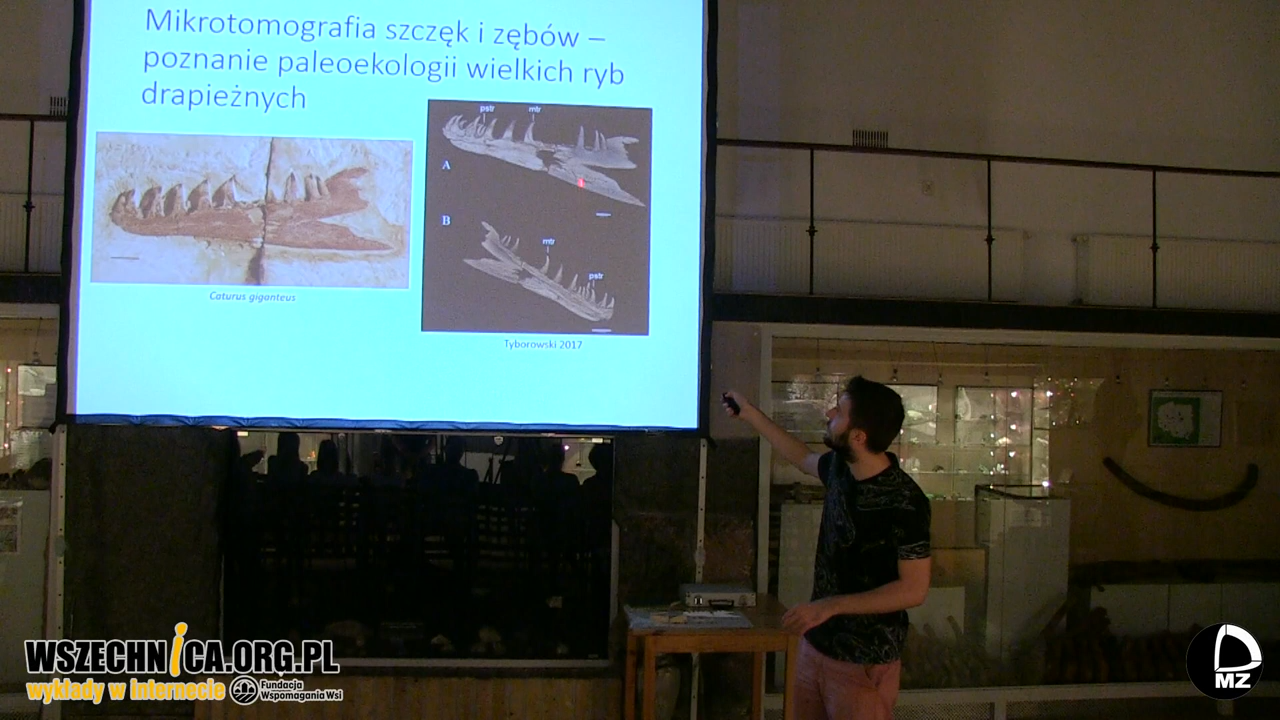 Mikrotomografia szczęk i zębów –
poznanie paleoekologii wielkich ryb
drapieżnych
pstr
mtr
A
B
mtr
pstr
Caturus giganteus
Tyborowski 2017
WSZECHNICA.ORG.PL
wykłady w internecie
Fundacja
Wspomagania Wsi
MZ